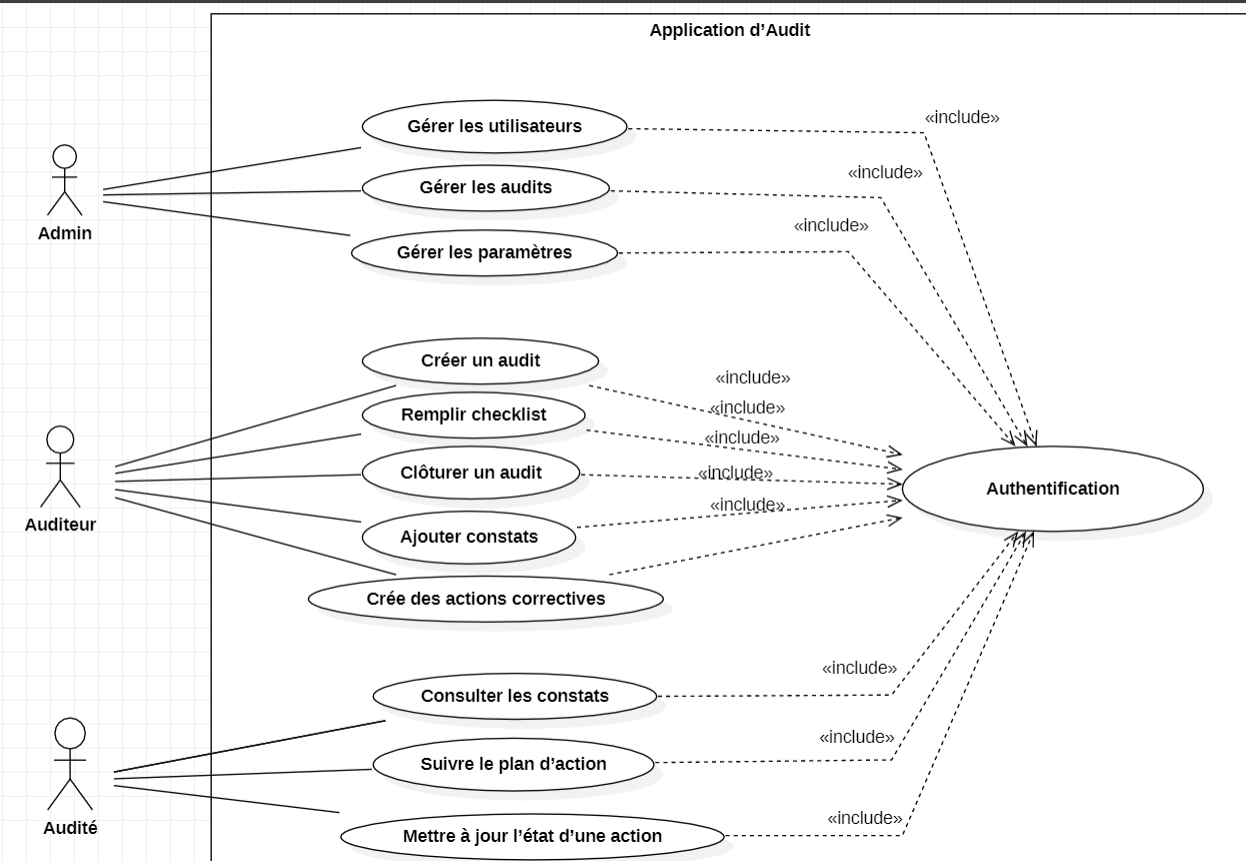 Application d’Audit
Gérer les utilisateurs
«include»
Gérer les audits
«include»
Admin
Gérer les paramètres
«include»
Créer un audit
«include»
Remplir checklist
«include»
«include»
Clôturer un audit
«include»
Auditeur
Ajouter constats
«include»
Authentification
Crée des actions correctives
Consulter les constats
«include»
Suivre le plan d’action
«include»
Audité
Mettre à jour l’état d’une action
«include»